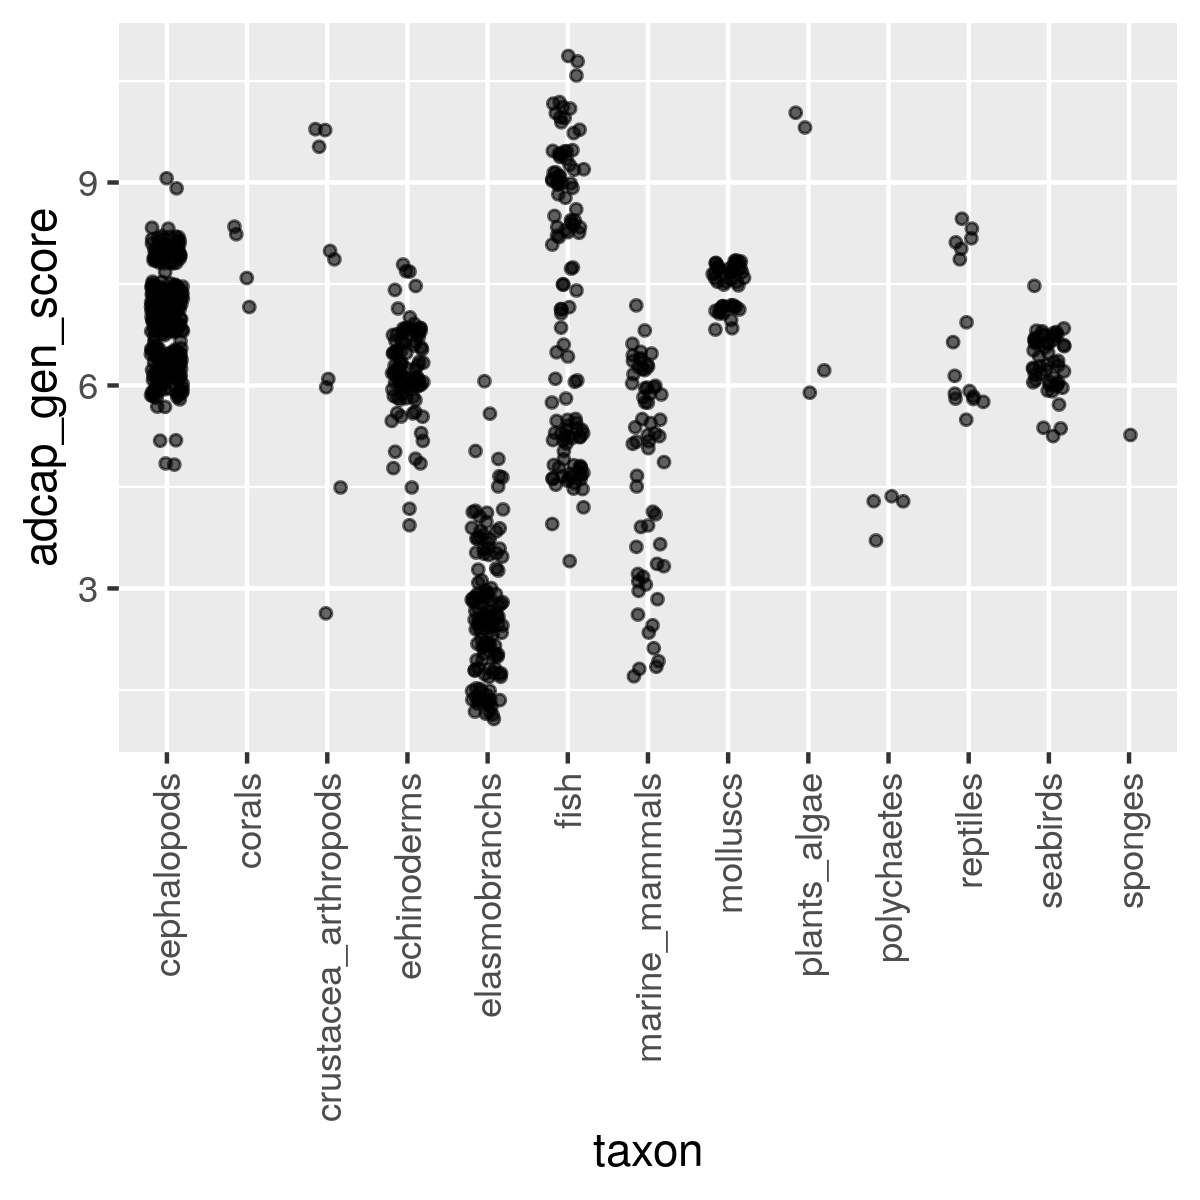 adcap_gen_score
9
6
3
cephalopods
corals
crustacea_arthropods
echinoderms
elasmobranchs
fish
marine_mammals
molluscs
plants_algae
polychaetes
reptiles
seabirds
sponges
taxon